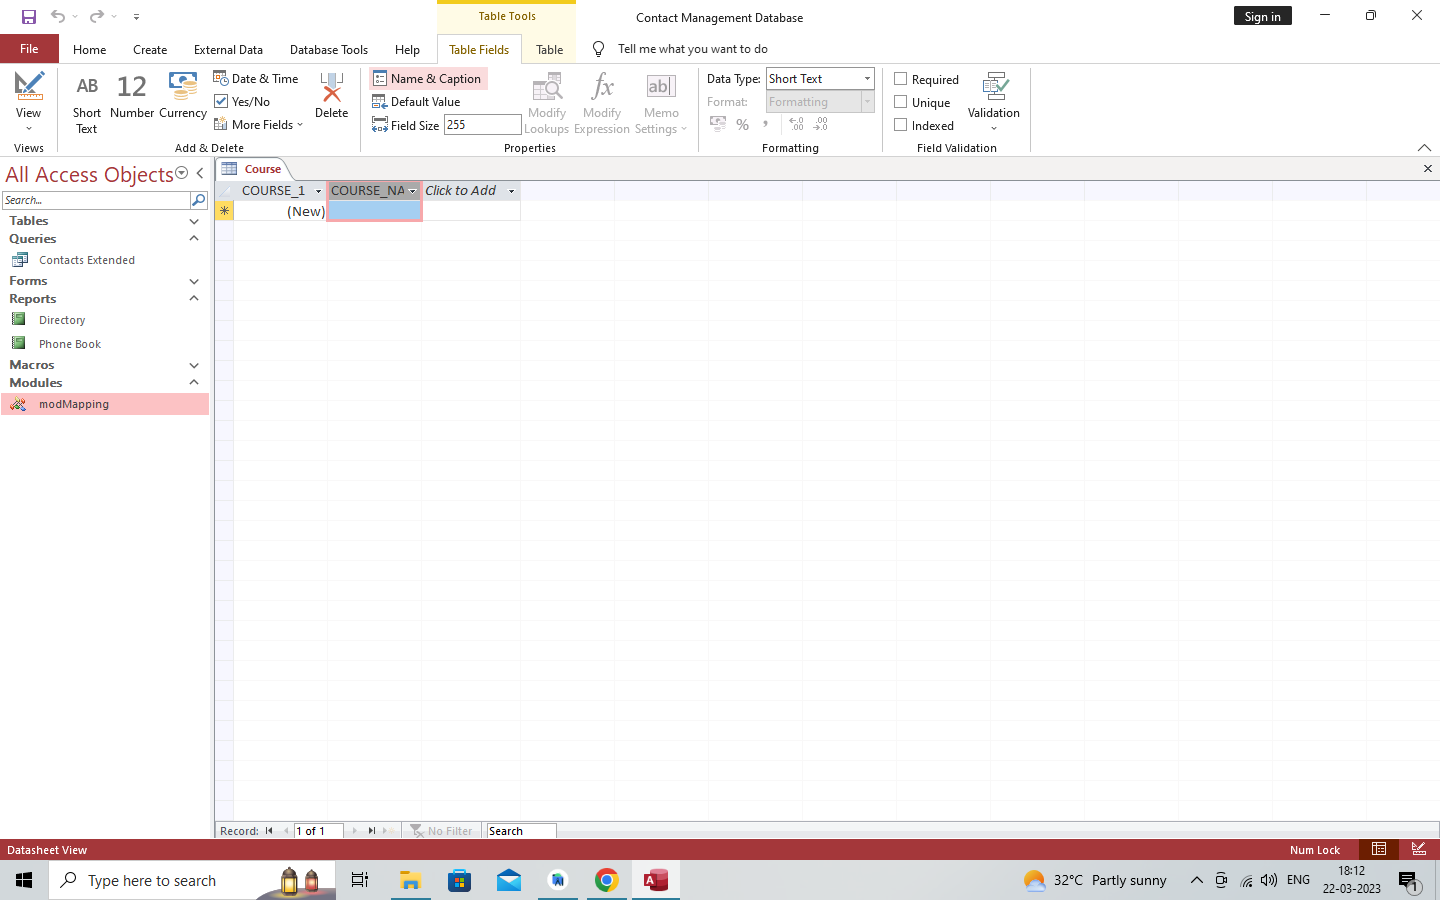 Table Tools
Contact Management Database
Sign in
File
Home
Create
External Data
Database Tools
Help
Table Fields
Table
Tell me what you want to do
View
AB
Short
Text
12
Number
Currency
Date & Time
Yes/No
More Fields
Delete
Name & Caption
Default Value
Field Size
255
Modify
Lookups
fx
Modify
Expression
ab|
Memo
Settings
Data Type:
Short Text
Format:
Formatting
%
Required
Unique
Indexed
Validation
Views
Add & Delete
Properties
Formatting
Field Validation
All Access Objects
Search...
Tables
Queries
Contacts Extended
Forms
Reports
Directory
Phone Book
Macros
Modules
modMapping
Course
COURSE_1
COURSE_NA
Click to Add
(New)
Record:
1 of 1
No Filter
Search
Datasheet View
Num Lock
Type here to search
32°C
Partly sunny
ENG
18:12
22-03-2023
1